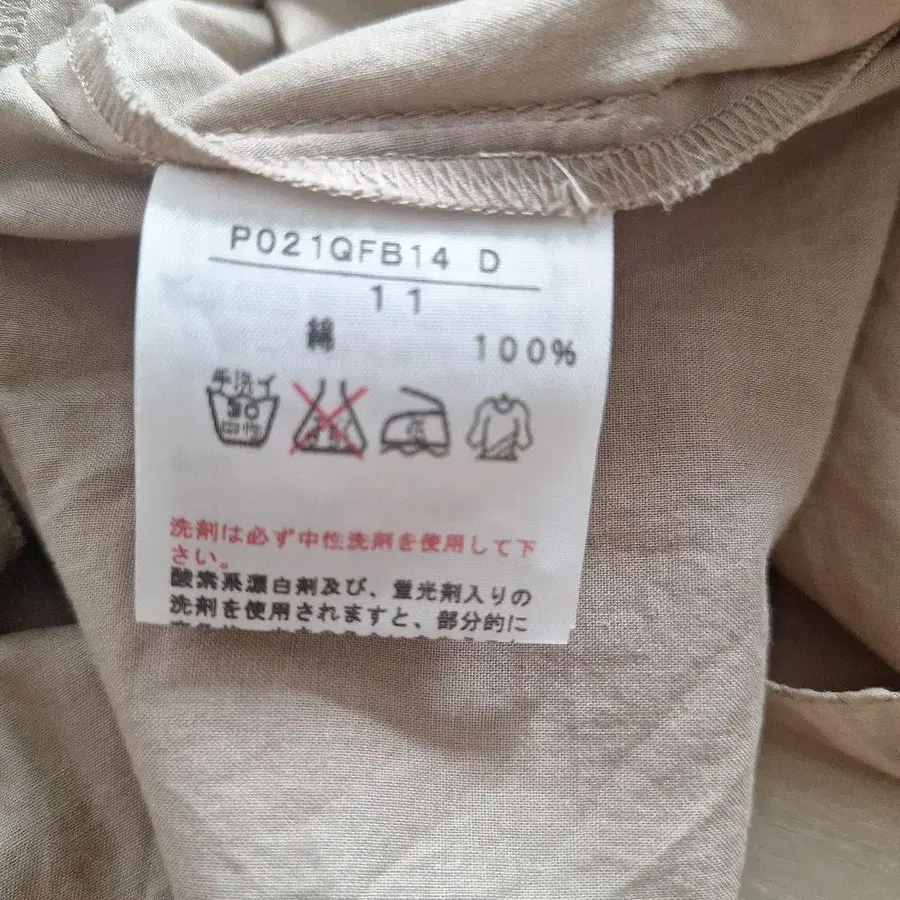 P021QFB14 D
11
綿 100%
手洗イ
30
中性
洗剤は必ず中性洗剤を使用して下
さい。
酸素系漂白剤及び、蛍光剤入りの
洗剤を使用されますと、部分的に